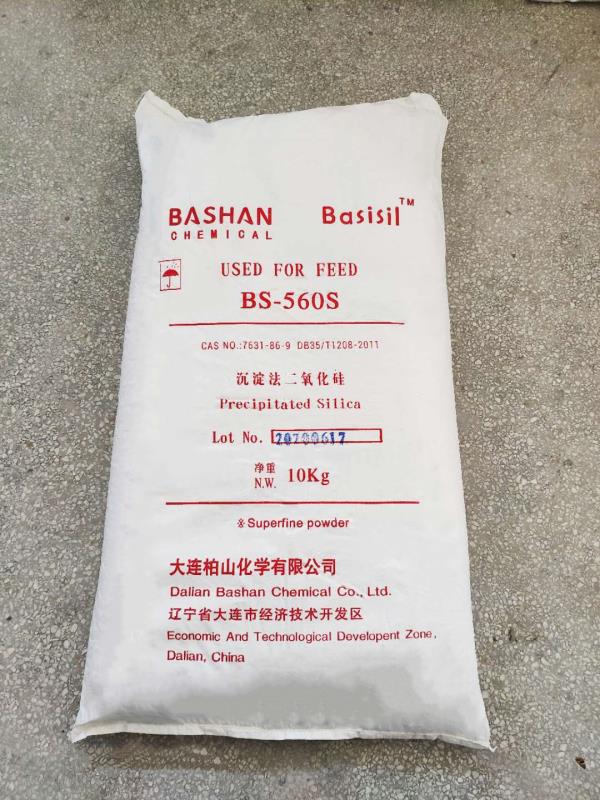 BASHAN Basisil™
CHEMICAL
USED FOR FEED
BS-560S
CAS NO.:7631-86-9 DB35/T1208-2011
沉淀法二氧化硅
Precipitated Silica
Lot No. 20200617
净重
N.W. 10Kg
※Superfine powder
大连柏山化学有限公司
Dalian Bashan Chemical Co., Ltd.
辽宁省大连市经济技术开发区
Economic And Technological Developent Zone,
Dalian, China